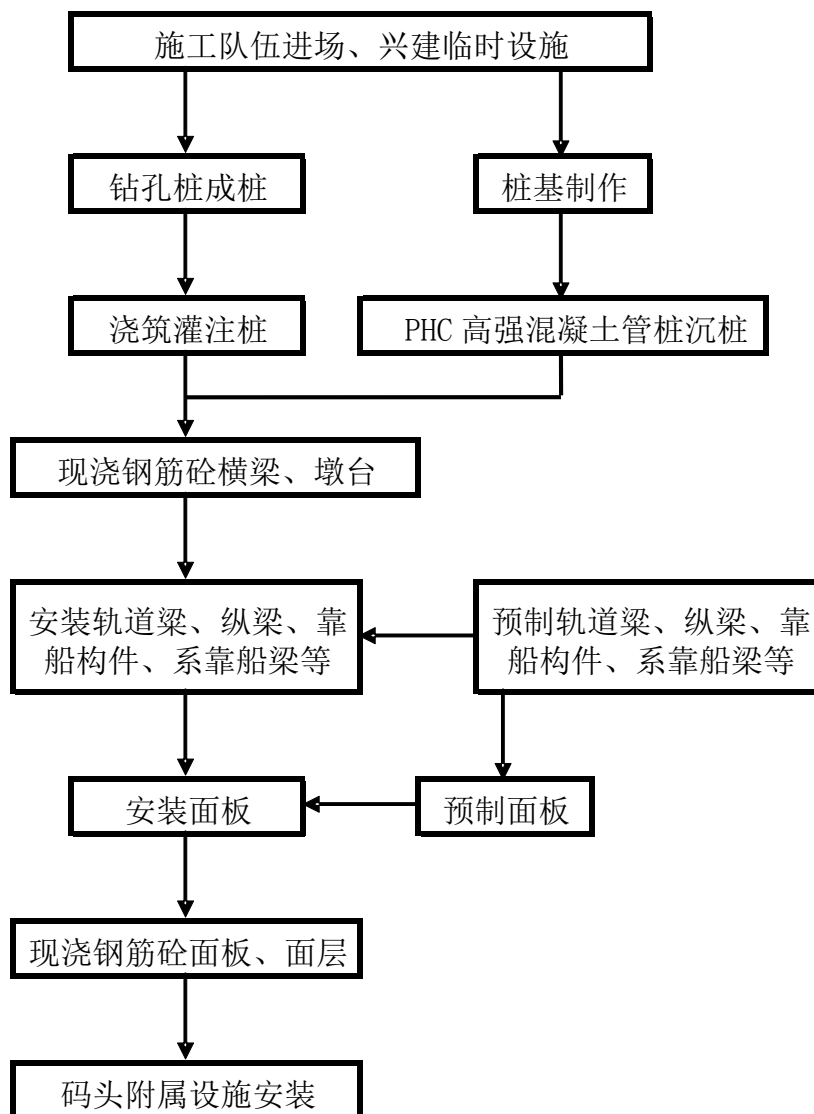 施工队伍进场、兴建临时设施
钻孔桩成桩
桩基制作
浇筑灌注桩
PHC 高强混凝土管桩沉桩
现浇钢筋砼横梁、墩台
安装轨道梁、纵梁、靠
船构件、系靠船梁等
预制轨道梁、纵梁、靠
船构件、系靠船梁等
安装面板
预制面板
现浇钢筋砼面板、面层
码头附属设施安装